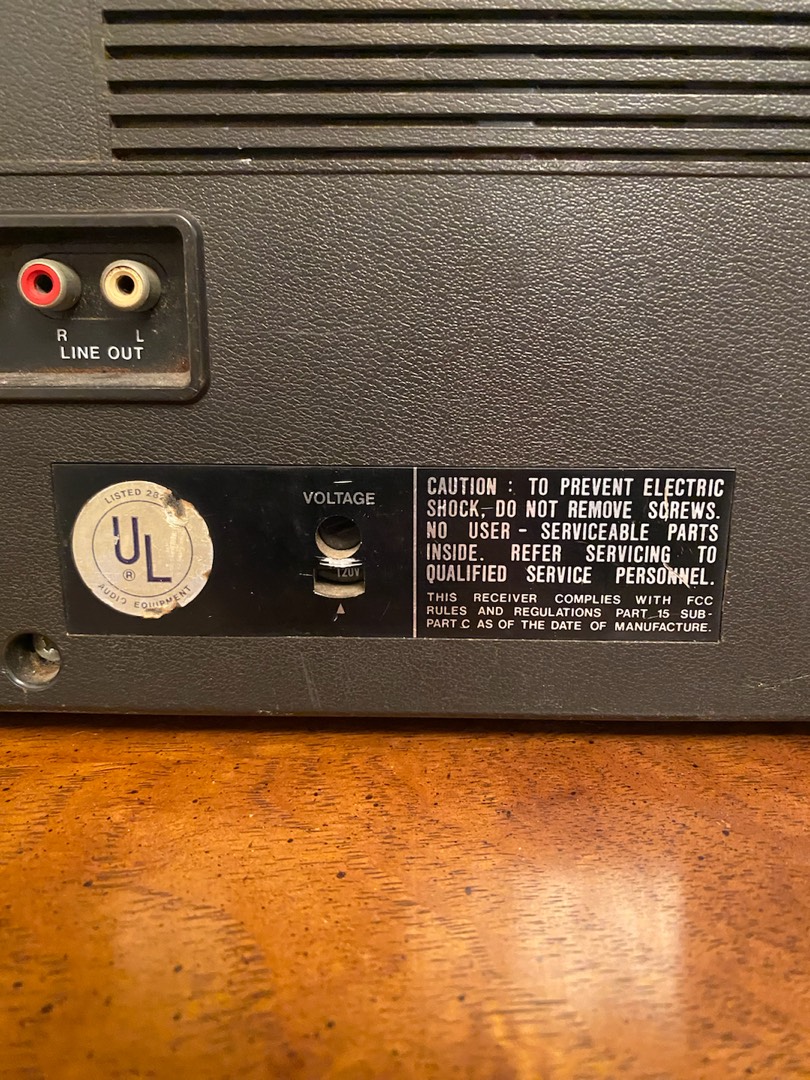 R L
LINE OUT
LISTED
UL
®
AUDIO EQUIPMENT
VOLTAGE
120V
CAUTION : TO PREVENT ELECTRIC
SHOCK, DO NOT REMOVE SCREWS.
NO USER - SERVICEABLE PARTS
INSIDE. REFER SERVICING TO
QUALIFIED SERVICE PERSONNEL.
THIS RECEIVER COMPLIES WITH FCC
RULES AND REGULATIONS PART 15 SUB-
PART C AS OF THE DATE OF MANUFACTURE.